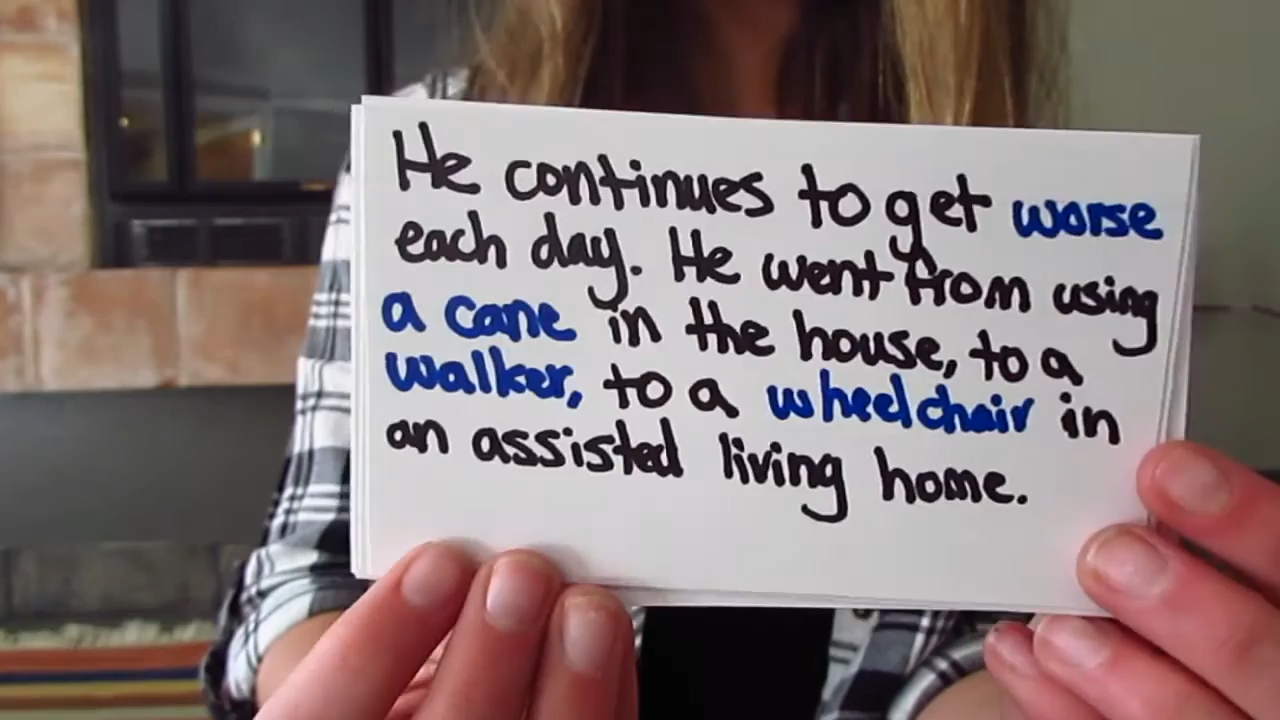 He continues to get worse
each day. He went from using
a cane in the house, to a
walker, to a wheelchair in
an assisted living home.